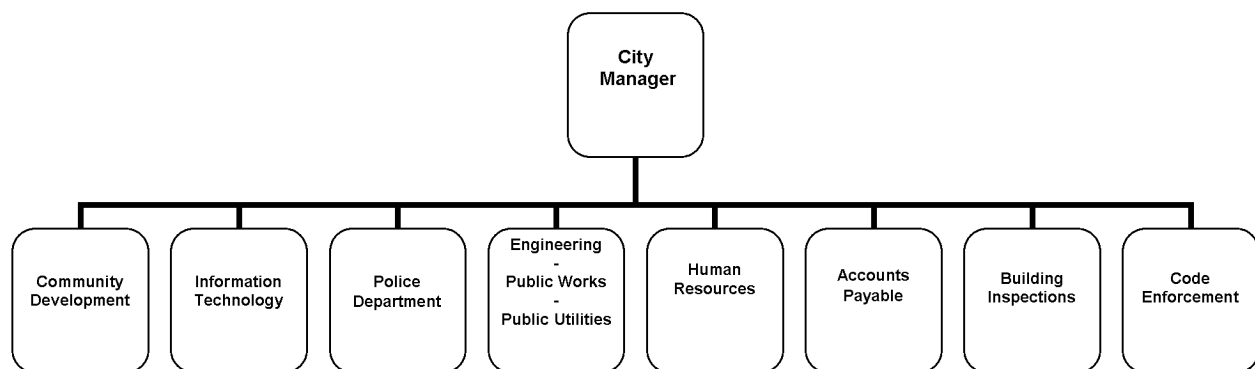 City
Manager
Community
Development
Information
Technology
Police
Department
Engineering
-
Public Works
-
Public Utilities
Human
Resources
Accounts
Payable
Building
Inspections
Code
Enforcement